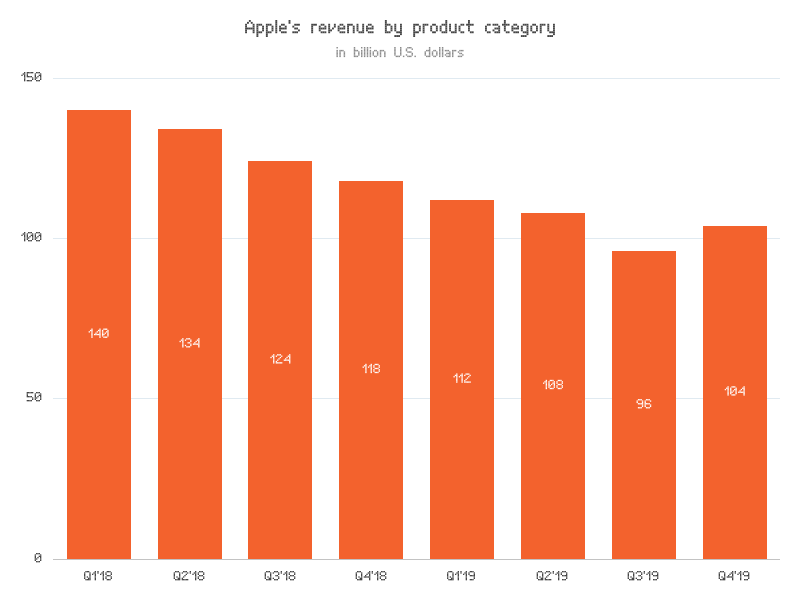 Apple's revenue by product category
in billion U.S. dollars
150
100
50
0
140
134
124
118
112
108
96
104
Q1'18
Q2'18
Q3'18
Q4'18
Q1'19
Q2'19
Q3'19
Q4'19